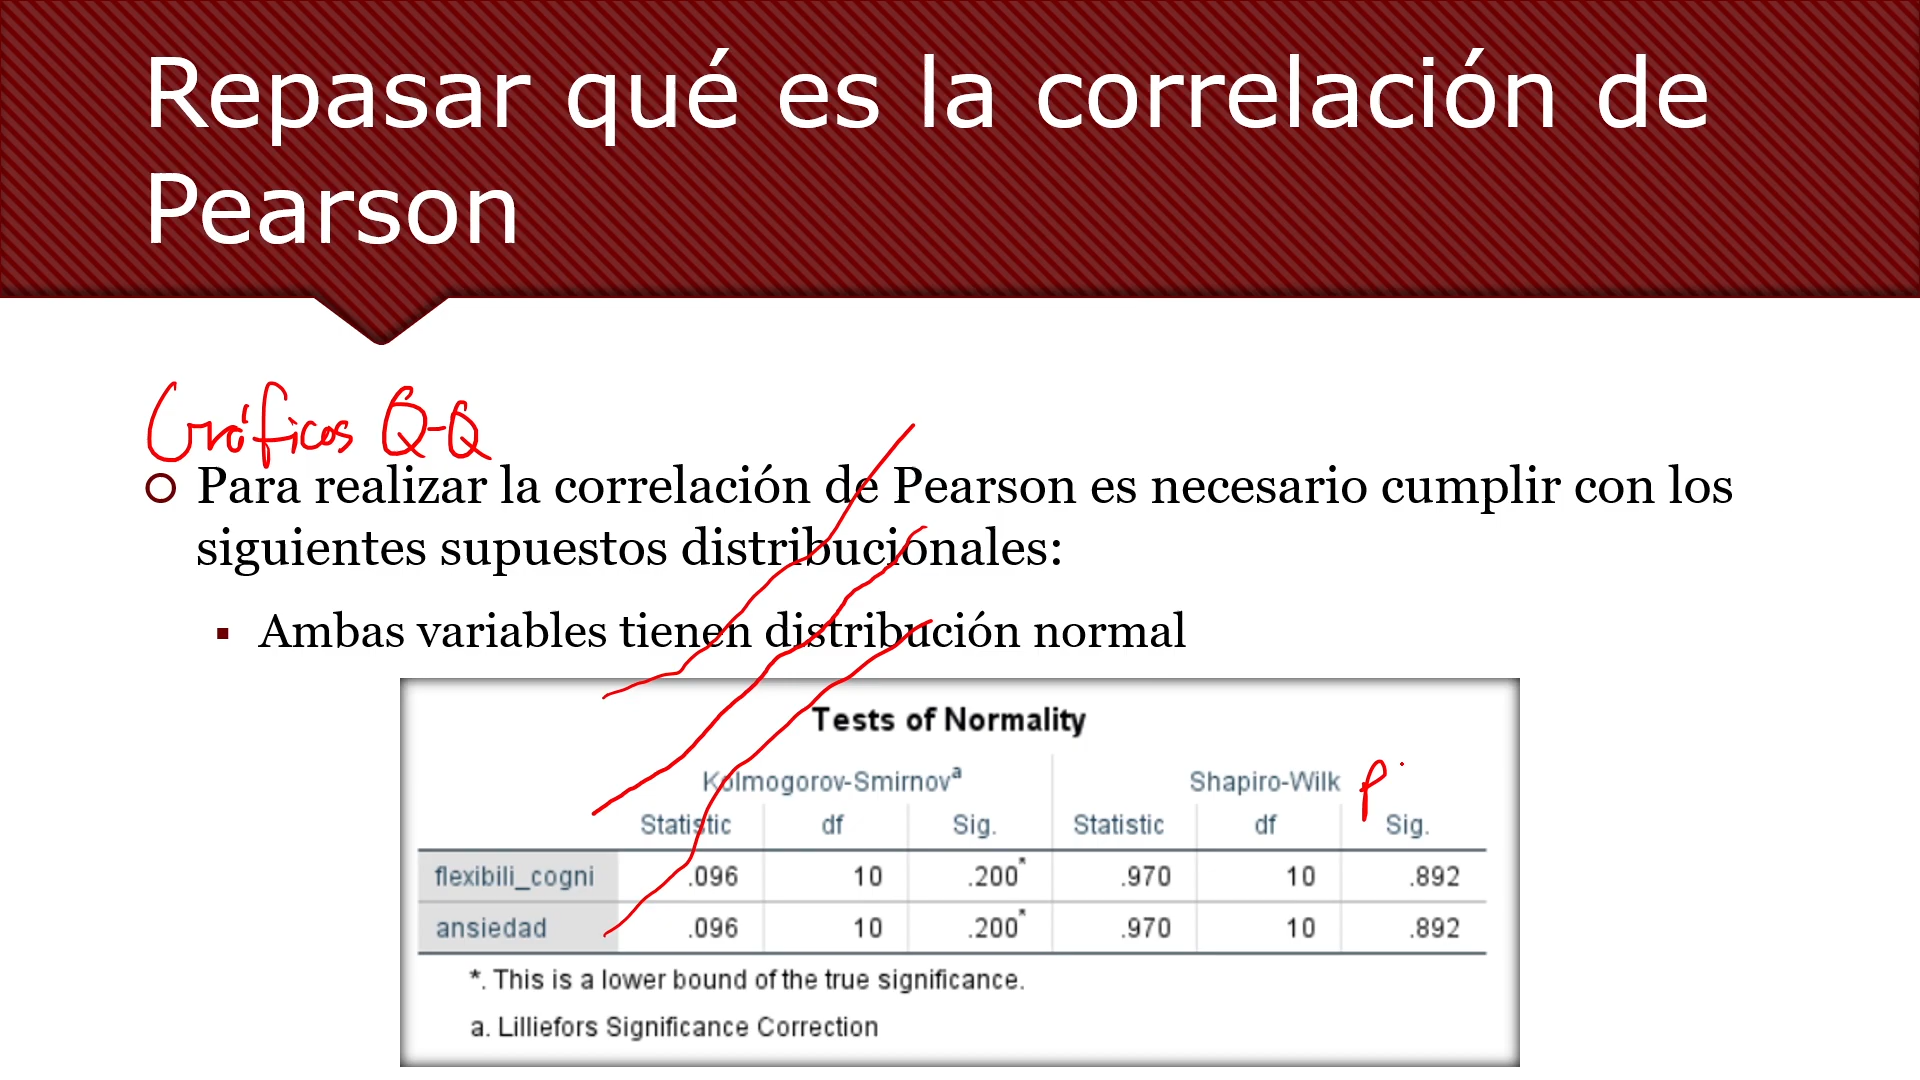 Repasar qué es la correlación de
Pearson
Gráficos Q-Q
Para realizar la correlación de Pearson es necesario cumplir con los
siguientes supuestos distribucionales:
Ambas variables tienen distribución normal
Tests of Normality
Kolmogorov-Smirnovª Shapiro-Wilk p
Statistic df Sig. Statistic df Sig.
flexibili_cogni .096 10 .200* .970 10 .892
ansiedad .096 10 .200* .970 10 .892
*. This is a lower bound of the true significance.
a. Lilliefors Significance Correction